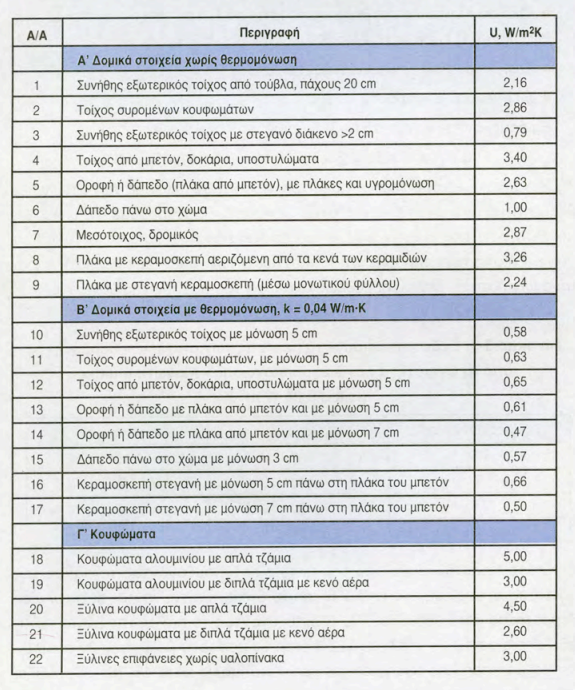 Α/Α Περιγραφή U, W/m²K
Α' Δομικά στοιχεία χωρίς θερμομόνωση
1 Συνήθης εξωτερικός τοίχος από τούβλα, πάχους 20 cm 2,16
2 Τοίχος συρομένων κουφωμάτων 2,86
3 Συνήθης εξωτερικός τοίχος με στεγανό διάκενο >2 cm 0,79
4 Τοίχος από μπετόν, δοκάρια, υποστυλώματα 3,40
5 Οροφή ή δάπεδο (πλάκα από μπετόν), με πλάκες και υγρομόνωση 2,63
6 Δάπεδο πάνω στο χώμα 1,00
7 Μεσότοιχος, δρομικός 2,87
8 Πλάκα με κεραμοσκεπή αεριζόμενη από τα κενά των κεραμιδιών 3,26
9 Πλάκα με στεγανή κεραμοσκεπή (μέσω μονωτικού φύλλου) 2,24
Β' Δομικά στοιχεία με θερμομόνωση, k = 0,04 W/m·K
10 Συνήθης εξωτερικός τοίχος με μόνωση 5 cm 0,58
11 Τοίχος συρομένων κουφωμάτων, με μόνωση 5 cm 0,63
12 Τοίχος από μπετόν, δοκάρια, υποστυλώματα με μόνωση 5 cm 0,65
13 Οροφή ή δάπεδο με πλάκα από μπετόν και με μόνωση 5 cm 0,61
14 Οροφή ή δάπεδο με πλάκα από μπετόν και με μόνωση 7 cm 0,47
15 Δάπεδο πάνω στο χώμα με μόνωση 3 cm 0,57
16 Κεραμοσκεπή στεγανή με μόνωση 5 cm πάνω στη πλάκα του μπετόν 0,66
17 Κεραμοσκεπή στεγανή με μόνωση 7 cm πάνω στη πλάκα του μπετόν 0,50
Γ' Κουφώματα
18 Κουφώματα αλουμινίου με απλά τζάμια 5,00
19 Κουφώματα αλουμινίου με διπλά τζάμια με κενό αέρα 3,00
20 Ξύλινα κουφώματα με απλά τζάμια 4,50
21 Ξύλινα κουφώματα με διπλά τζάμια με κενό αέρα 2,60
22 Ξύλινες επιφάνειες χωρίς υαλοπίνακα 3,00